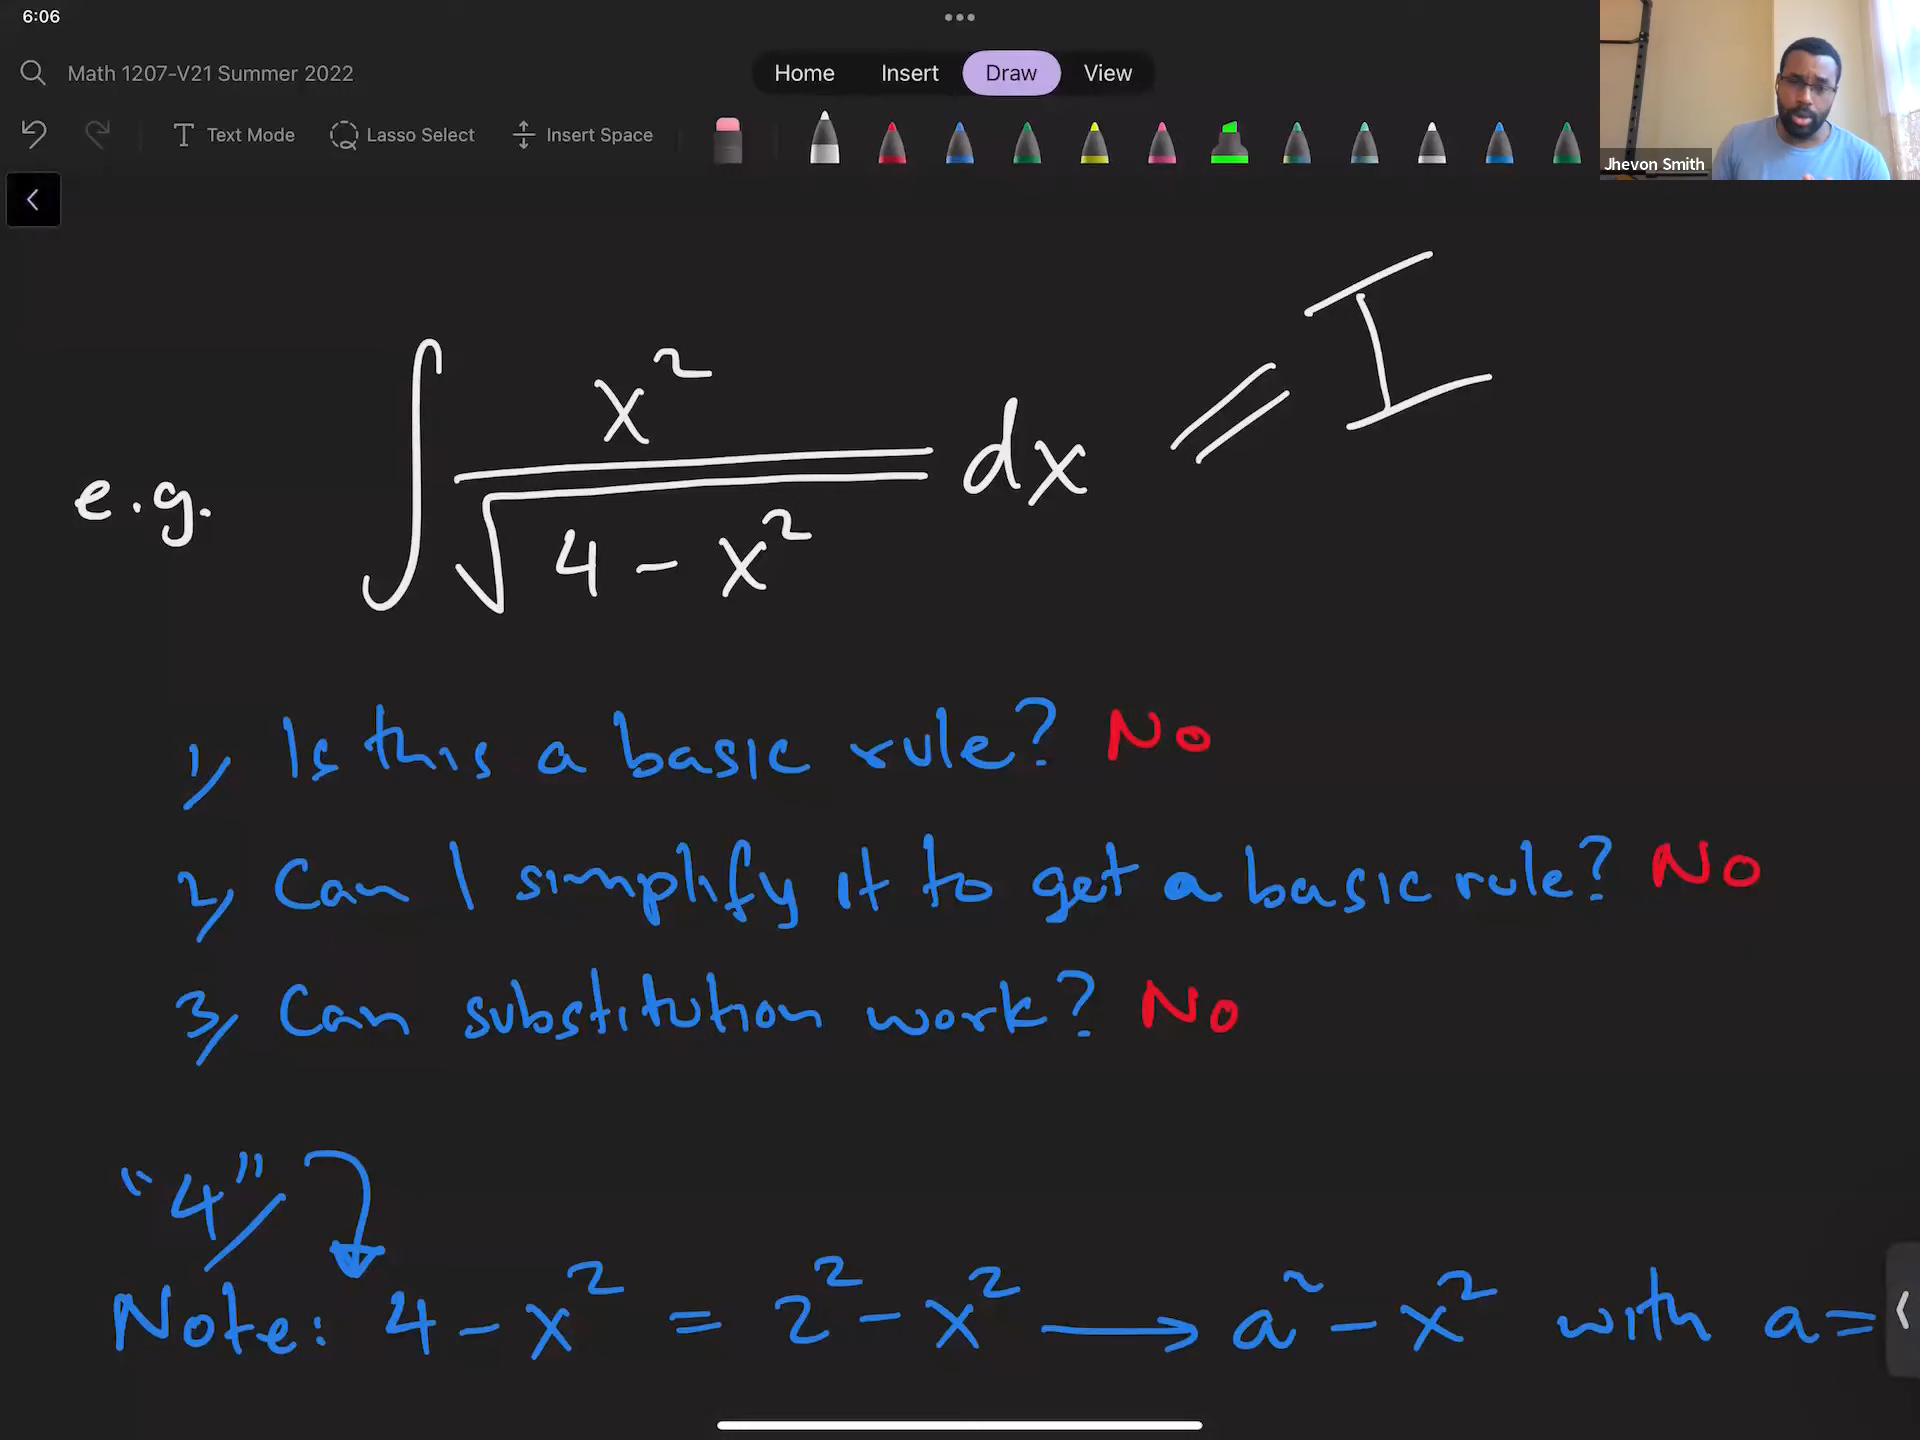 6:06
Math 1207-V21 Summer 2022
Home Insert Draw View
Text Mode Lasso Select Insert Space
Jhevon Smith
e.g. ∫ x² / √(4 - x²) dx = I
1) Is this a basic rule? No
2) Can I simplify it to get a basic rule? No
3) Can substitution work? No
"4"
Note: 4 - x² = 2² - x² → a² - x² with a =